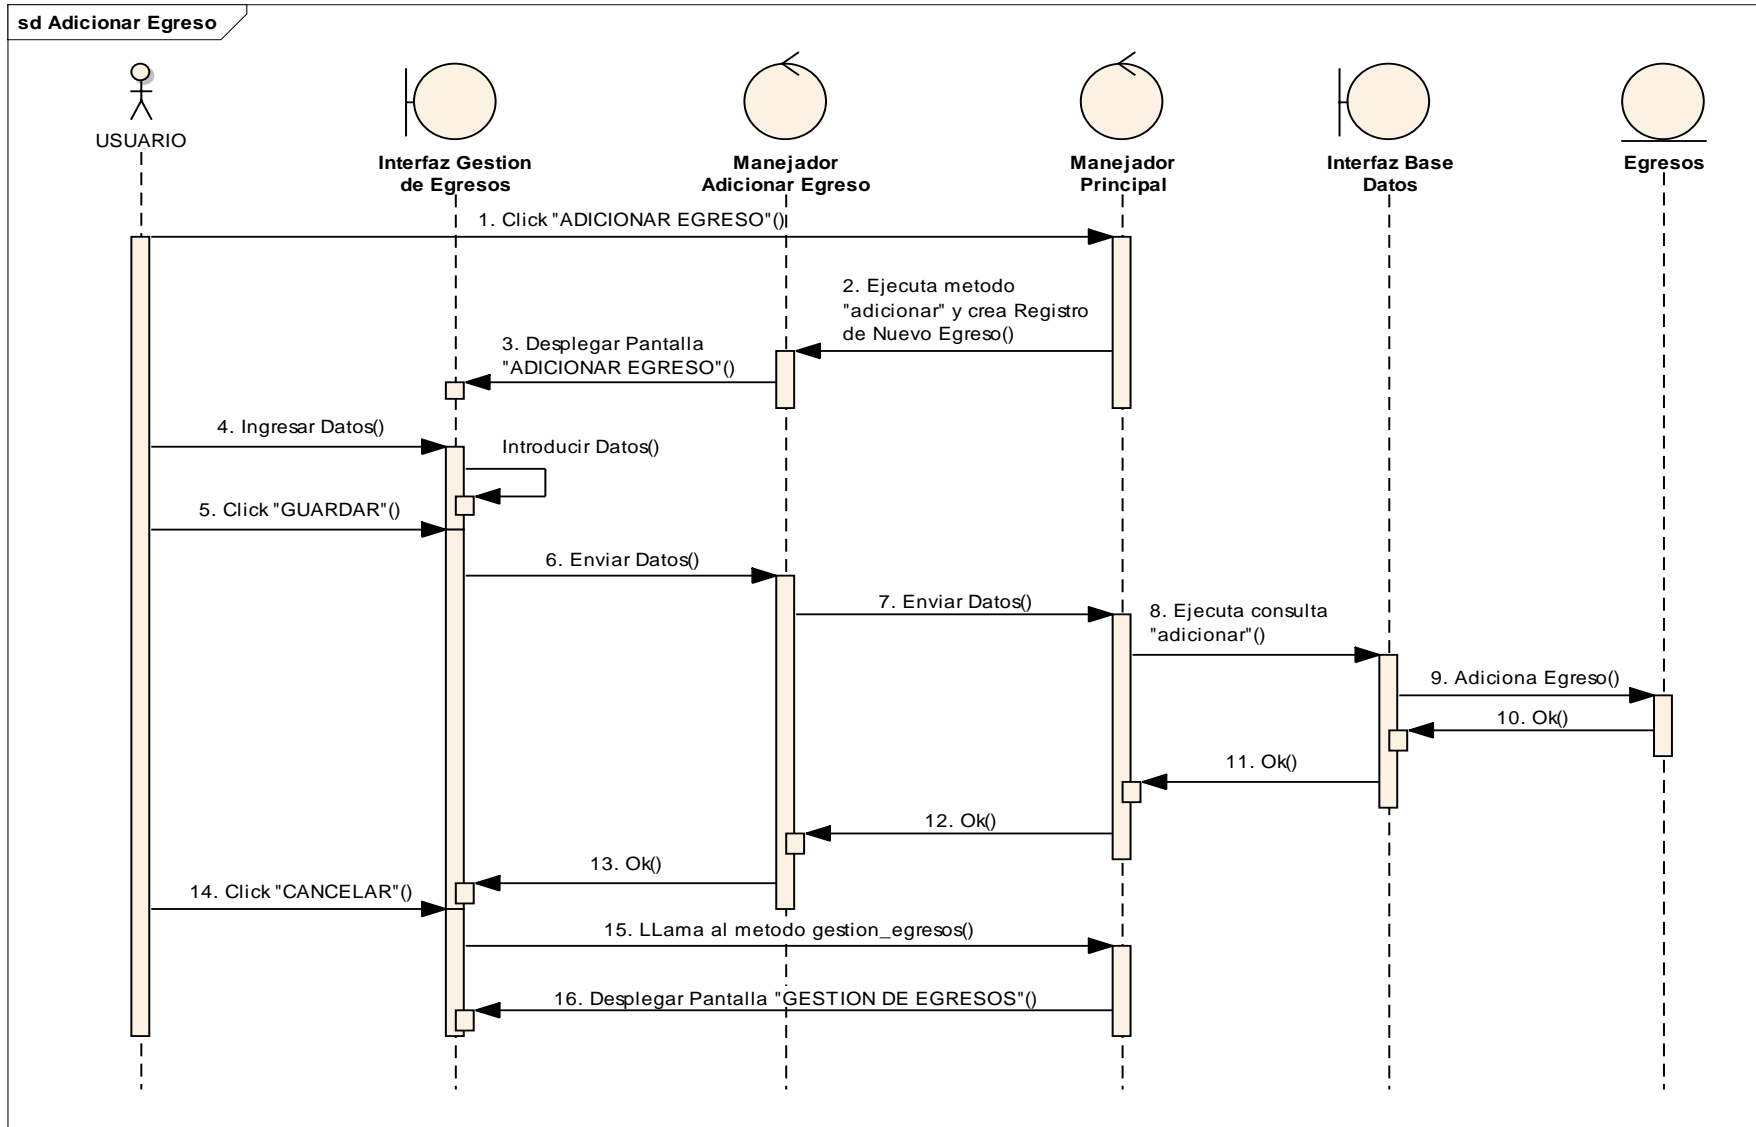 sd Adicionar Egreso
USUARIO
Interfaz Gestion
de Egresos
Manejador
Adicionar Egreso
Manejador
Principal
Interfaz Base
Datos
Egresos
1. Click "ADICIONAR EGRESO"()
2. Ejecuta metodo
"adicionar" y crea Registro
de Nuevo Egreso()
3. Desplegar Pantalla
"ADICIONAR EGRESO"()
4. Ingresar Datos()
Introducir Datos()
5. Click "GUARDAR"()
6. Enviar Datos()
7. Enviar Datos()
8. Ejecuta consulta
"adicionar"()
9. Adiciona Egreso()
10. Ok()
11. Ok()
12. Ok()
13. Ok()
14. Click "CANCELAR"()
15. LLama al metodo gestion_egresos()
16. Desplegar Pantalla "GESTION DE EGRESOS"()